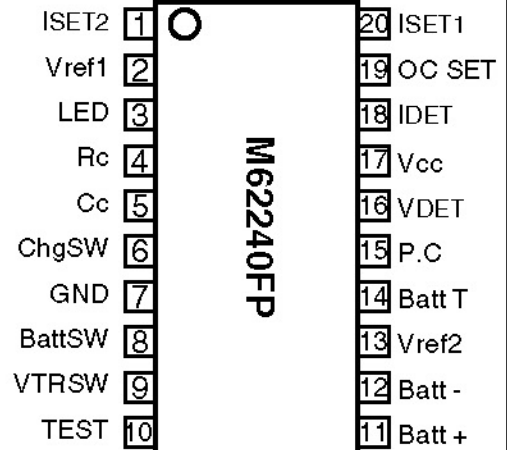 ISET2 1 20 ISET1
Vref1 2 19 OC SET
LED 3 18 IDET
Rc 4 17 Vcc
Cc 5 16 VDET
ChgSW 6 15 P.C
GND 7 14 Batt T
BattSW 8 13 Vref2
VTRSW 9 12 Batt -
TEST 10 11 Batt +
M62240FP